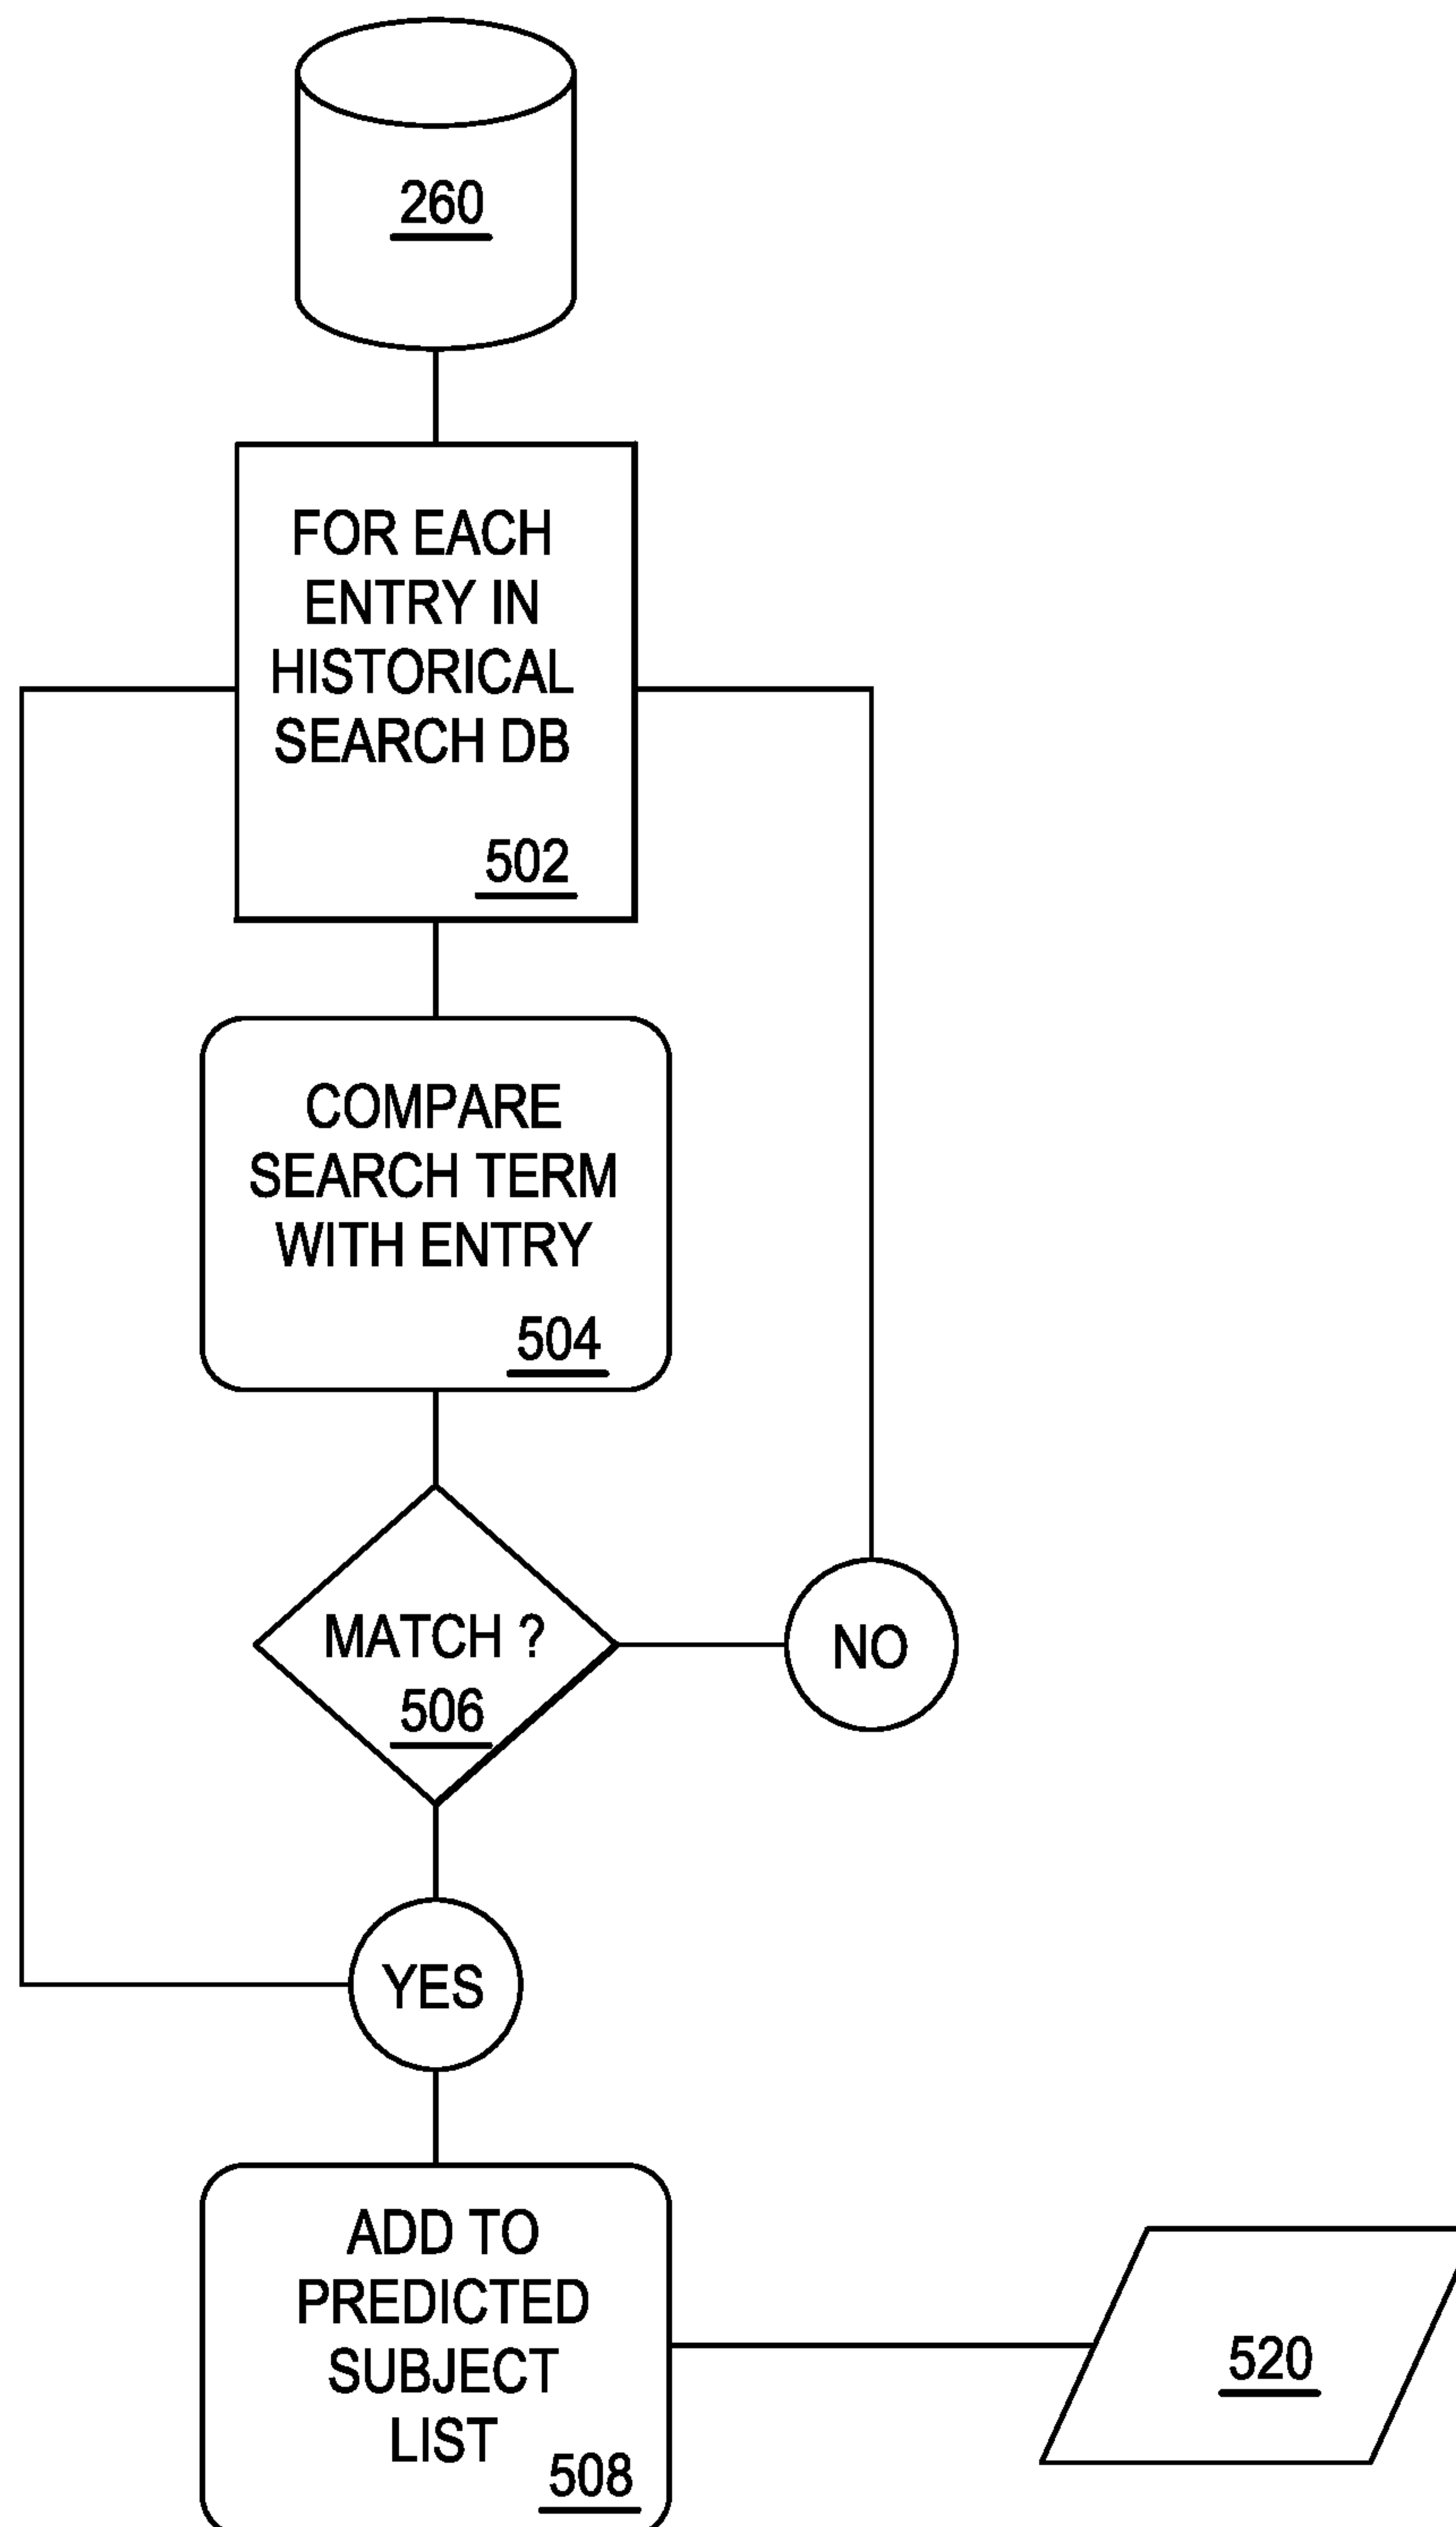 260
FOR EACH
ENTRY IN
HISTORICAL
SEARCH DB
502
COMPARE
SEARCH TERM
WITH ENTRY
504
MATCH ?
506
NO
YES
ADD TO
PREDICTED
SUBJECT
LIST
508
520